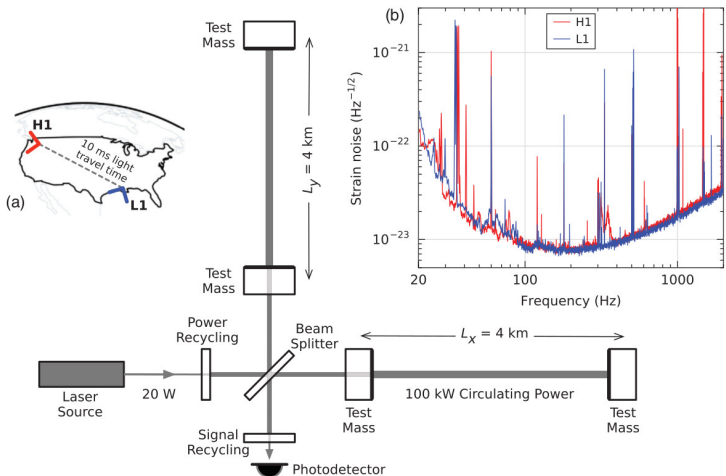 (a)
H1
10 ms light
travel time
L1
Test
Mass
L_y = 4 km
Test
Mass
Power
Recycling
Beam
Splitter
Laser
Source
20 W
L_x = 4 km
100 kW Circulating Power
Test
Mass
Test
Mass
Signal
Recycling
Photodetector
(b)
H1
L1
Strain noise (Hz^{-1/2})
10^{-21}
10^{-22}
10^{-23}
20
100
1000
Frequency (Hz)